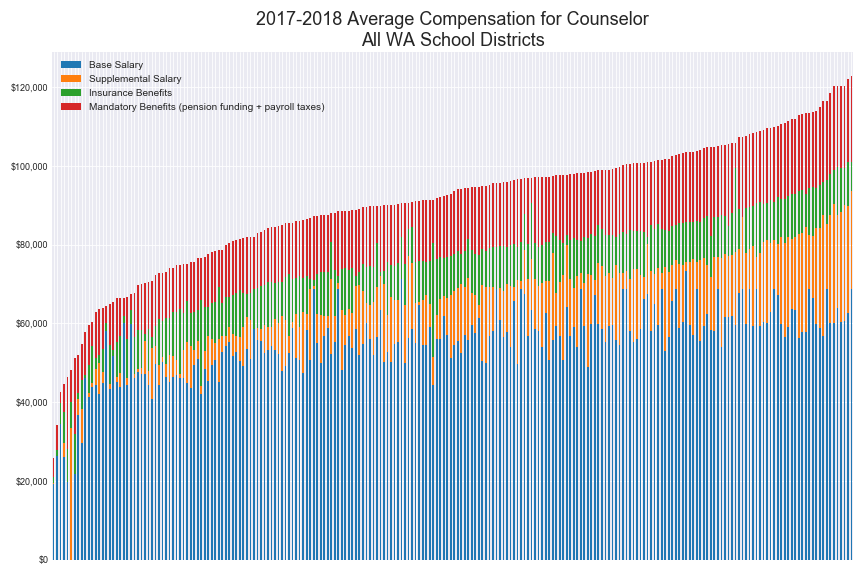 2017-2018 Average Compensation for Counselor
All WA School Districts
Base Salary
Supplemental Salary
Insurance Benefits
Mandatory Benefits (pension funding + payroll taxes)
$120,000
$100,000
$80,000
$60,000
$40,000
$20,000
$0